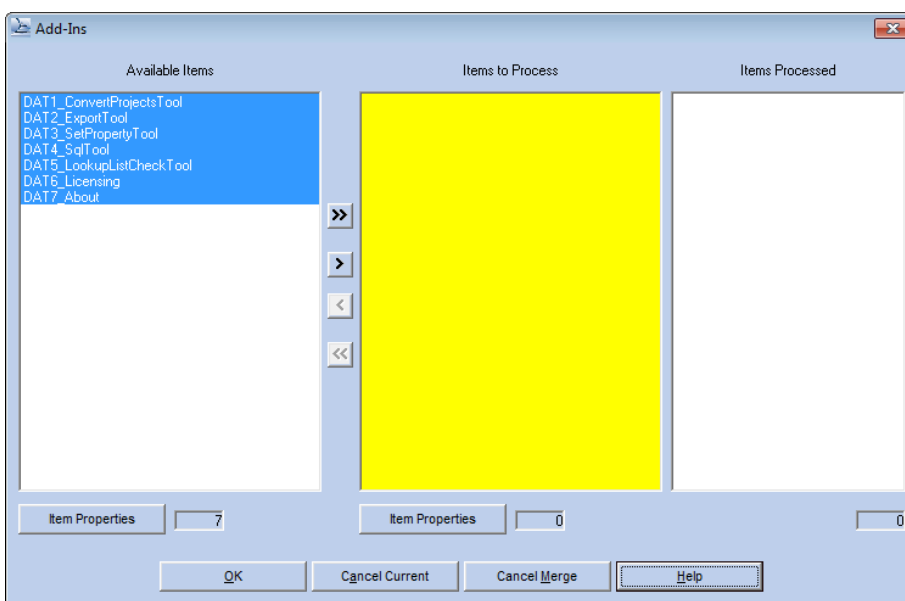 Add-Ins
Available Items
Items to Process
Items Processed
DAT1_ConvertProjectsTool
DAT2_ExportTool
DAT3_SetPropertyTool
DAT4_SqlTool
DAT5_LookupListCheckTool
DAT6_Licensing
DAT7_About
>>
>
<
<<
Item Properties 7
Item Properties 0
0
OK
Cancel Current
Cancel Merge
Help